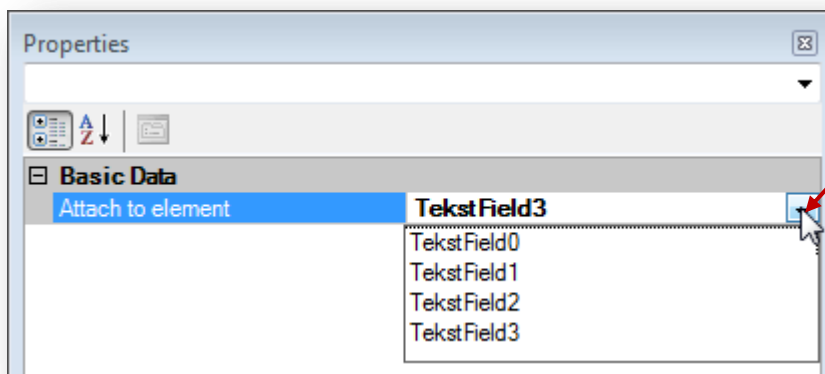 Properties
A
Z
Basic Data
Attach to element TekstField3
TekstField0
TekstField1
TekstField2
TekstField3